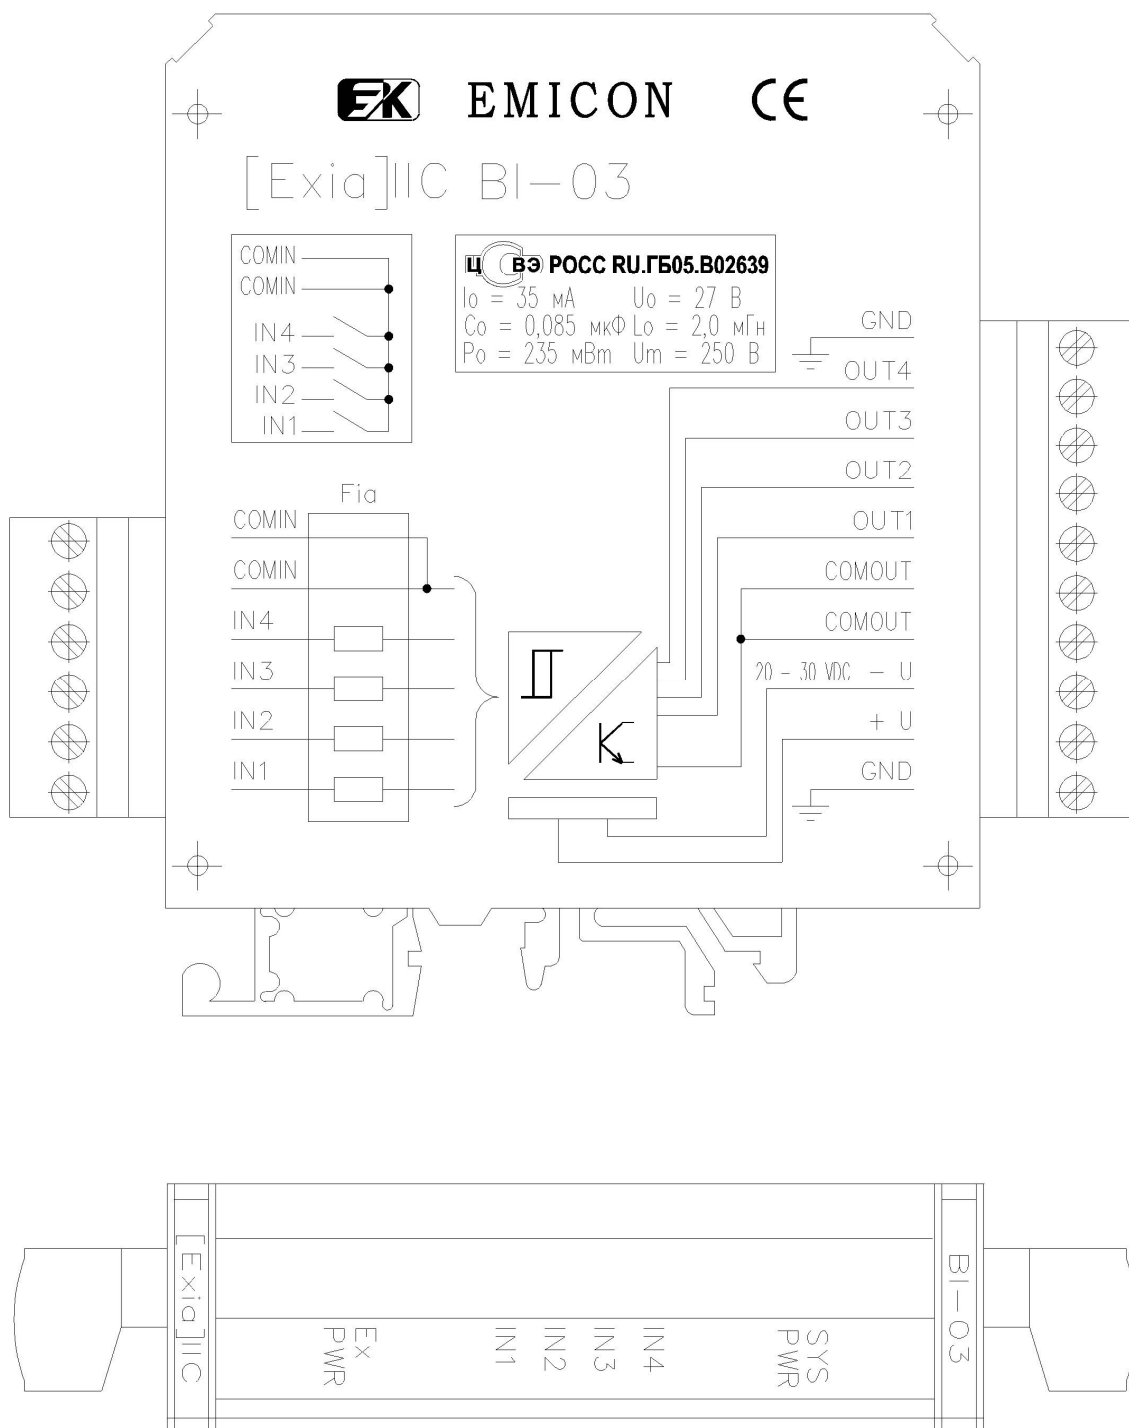 EK EMICON CE
[Exia]IIC BI-03
COMIN
COMIN
IN4
IN3
IN2
IN1
ЦСВЭ РОСС RU.ГБ05.В02639
Io = 35 мА Uo = 27 В
Co = 0,085 мкФ Lo = 2,0 мГн
Po = 235 мВт Um = 250 В
GND
OUT4
OUT3
OUT2
OUT1
COMOUT
COMOUT
20 - 30 VDC - U
+ U
GND
Fia
COMIN
COMIN
IN4
IN3
IN2
IN1
[Exia]IIC
Ex
PWR
IN1
IN2
IN3
IN4
SYS
PWR
BI-03